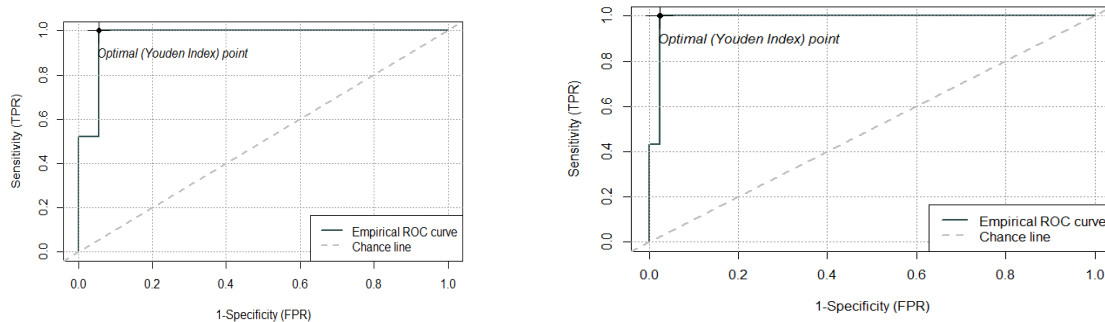 1.0
0.8
0.6
0.4
0.2
0.0
Sensitivity (TPR)
Optimal (Youden Index) point
Empirical ROC curve
Chance line
0.0 0.2 0.4 0.6 0.8 1.0
1-Specificity (FPR)
1.0
0.8
0.6
0.4
0.2
0.0
Sensitivity (TPR)
Optimal (Youden Index) point
Empirical ROC curve
Chance line
0.0 0.2 0.4 0.6 0.8 1.0
1-Specificity (FPR)